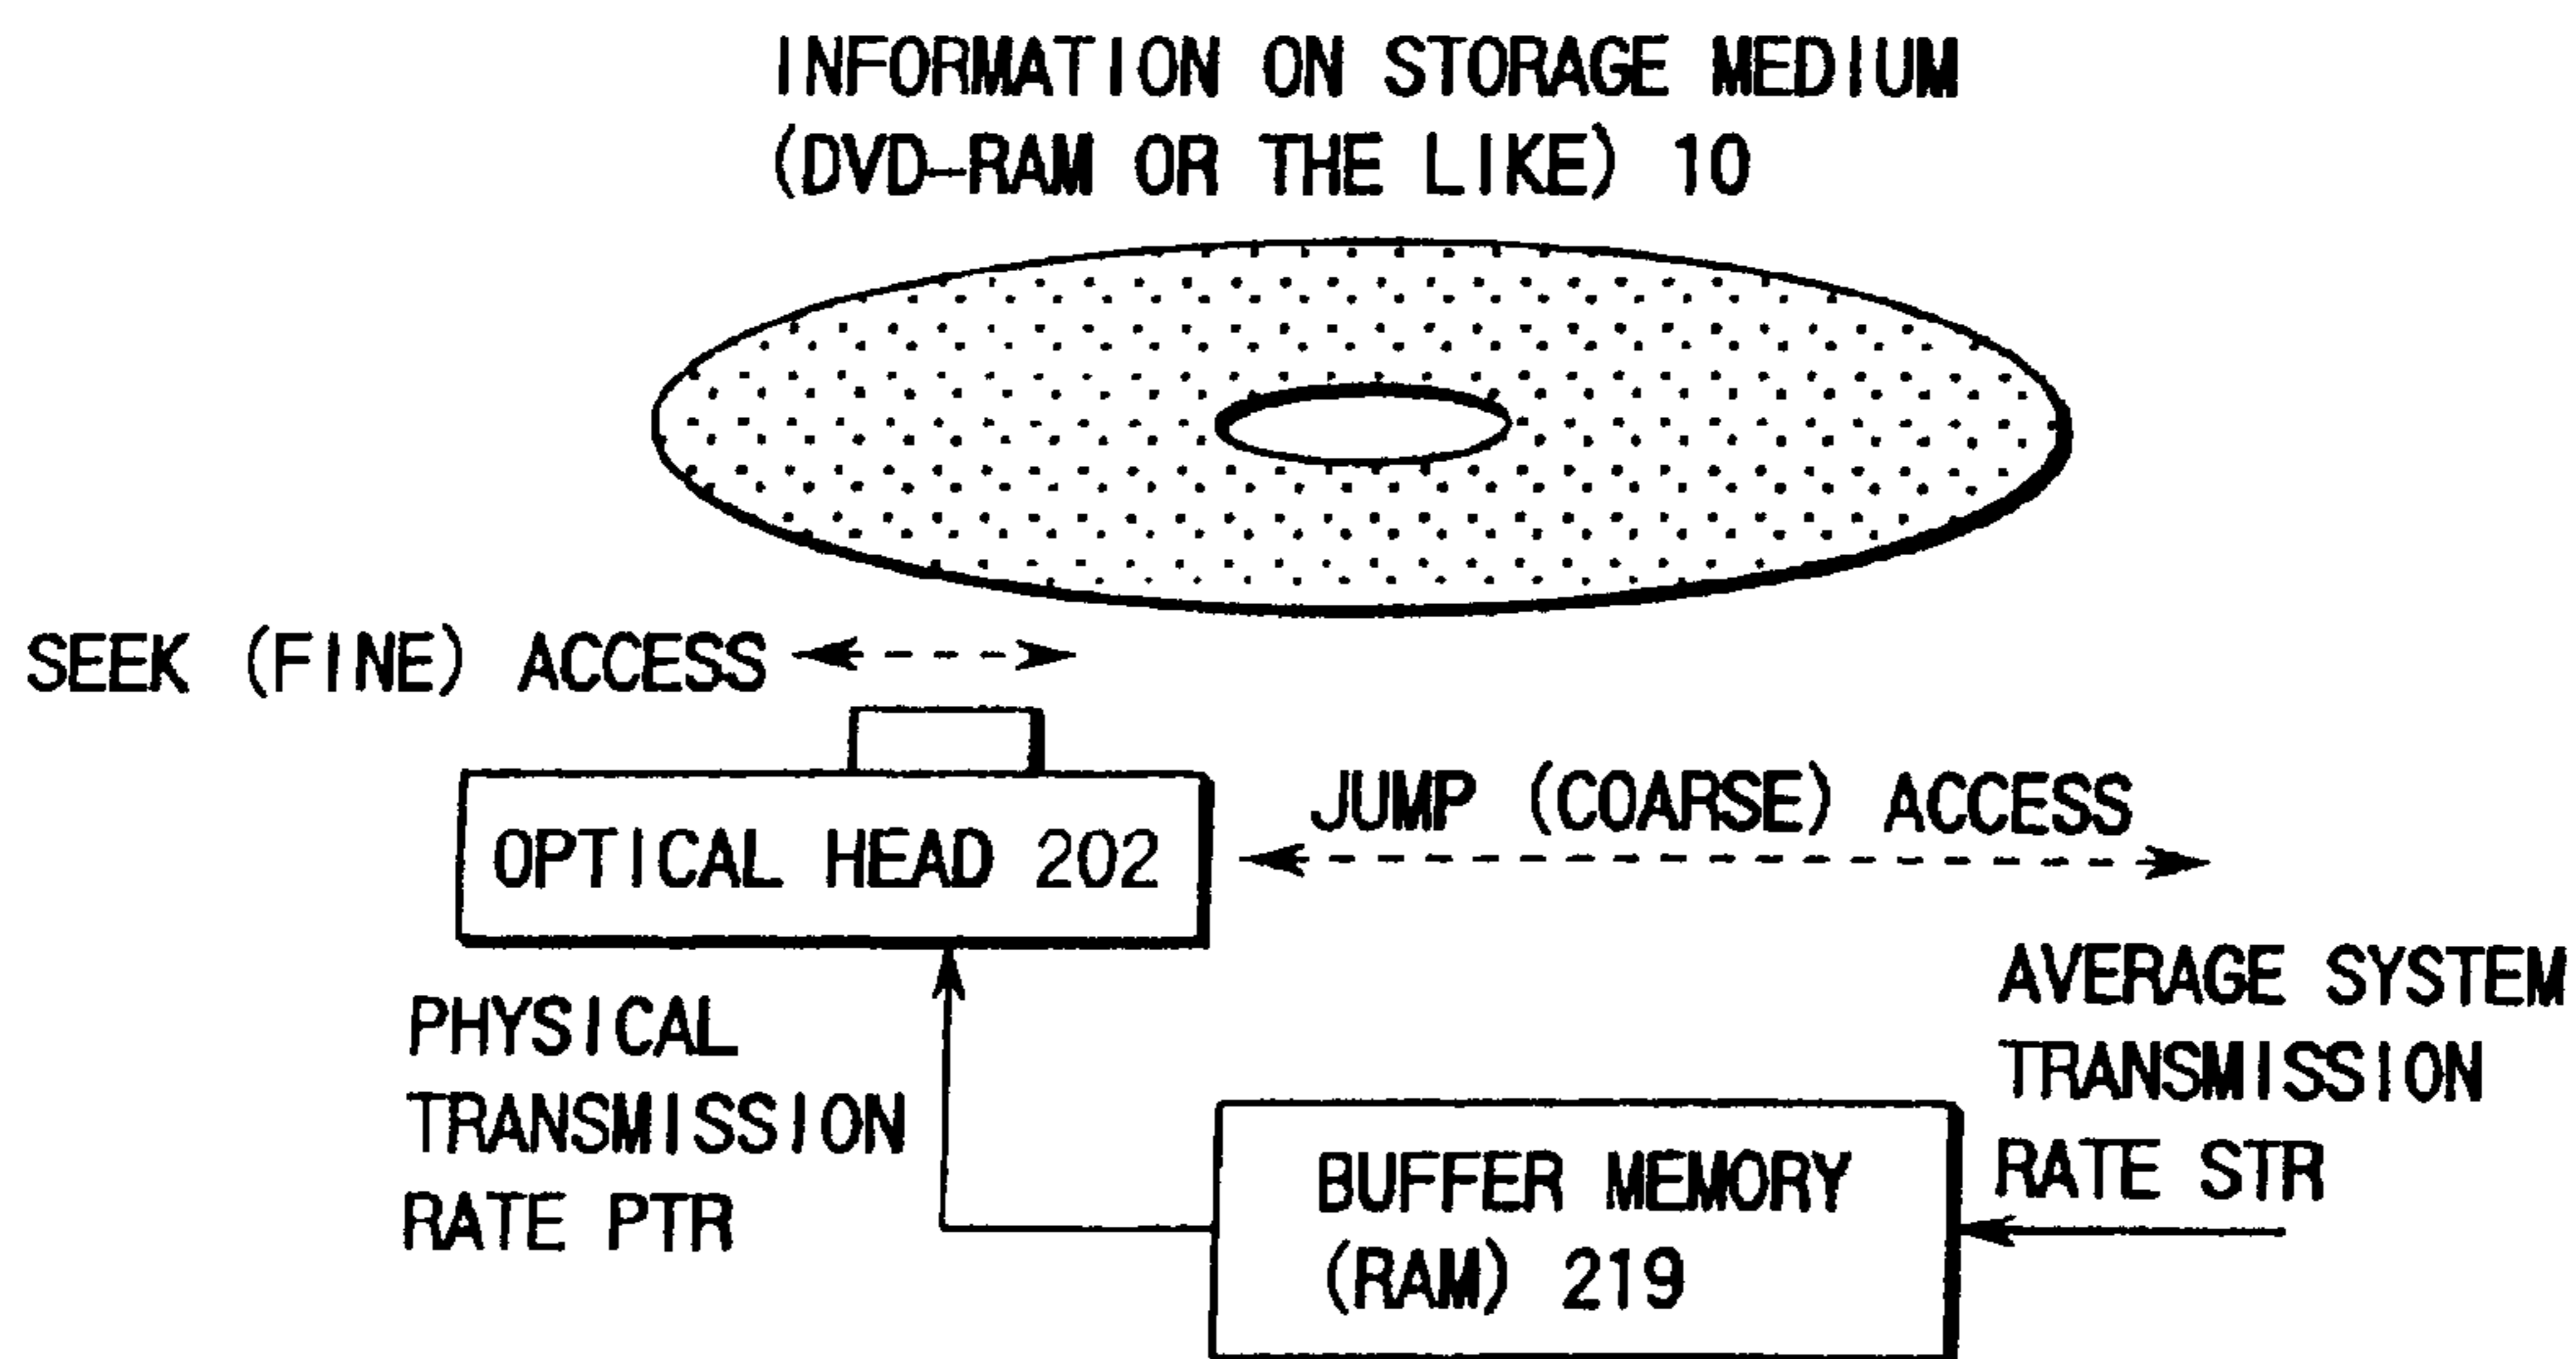 INFORMATION ON STORAGE MEDIUM
(DVD-RAM OR THE LIKE) 10
SEEK (FINE) ACCESS
OPTICAL HEAD 202
JUMP (COARSE) ACCESS
PHYSICAL
TRANSMISSION
RATE PTR
AVERAGE SYSTEM
TRANSMISSION
RATE STR
BUFFER MEMORY
(RAM) 219